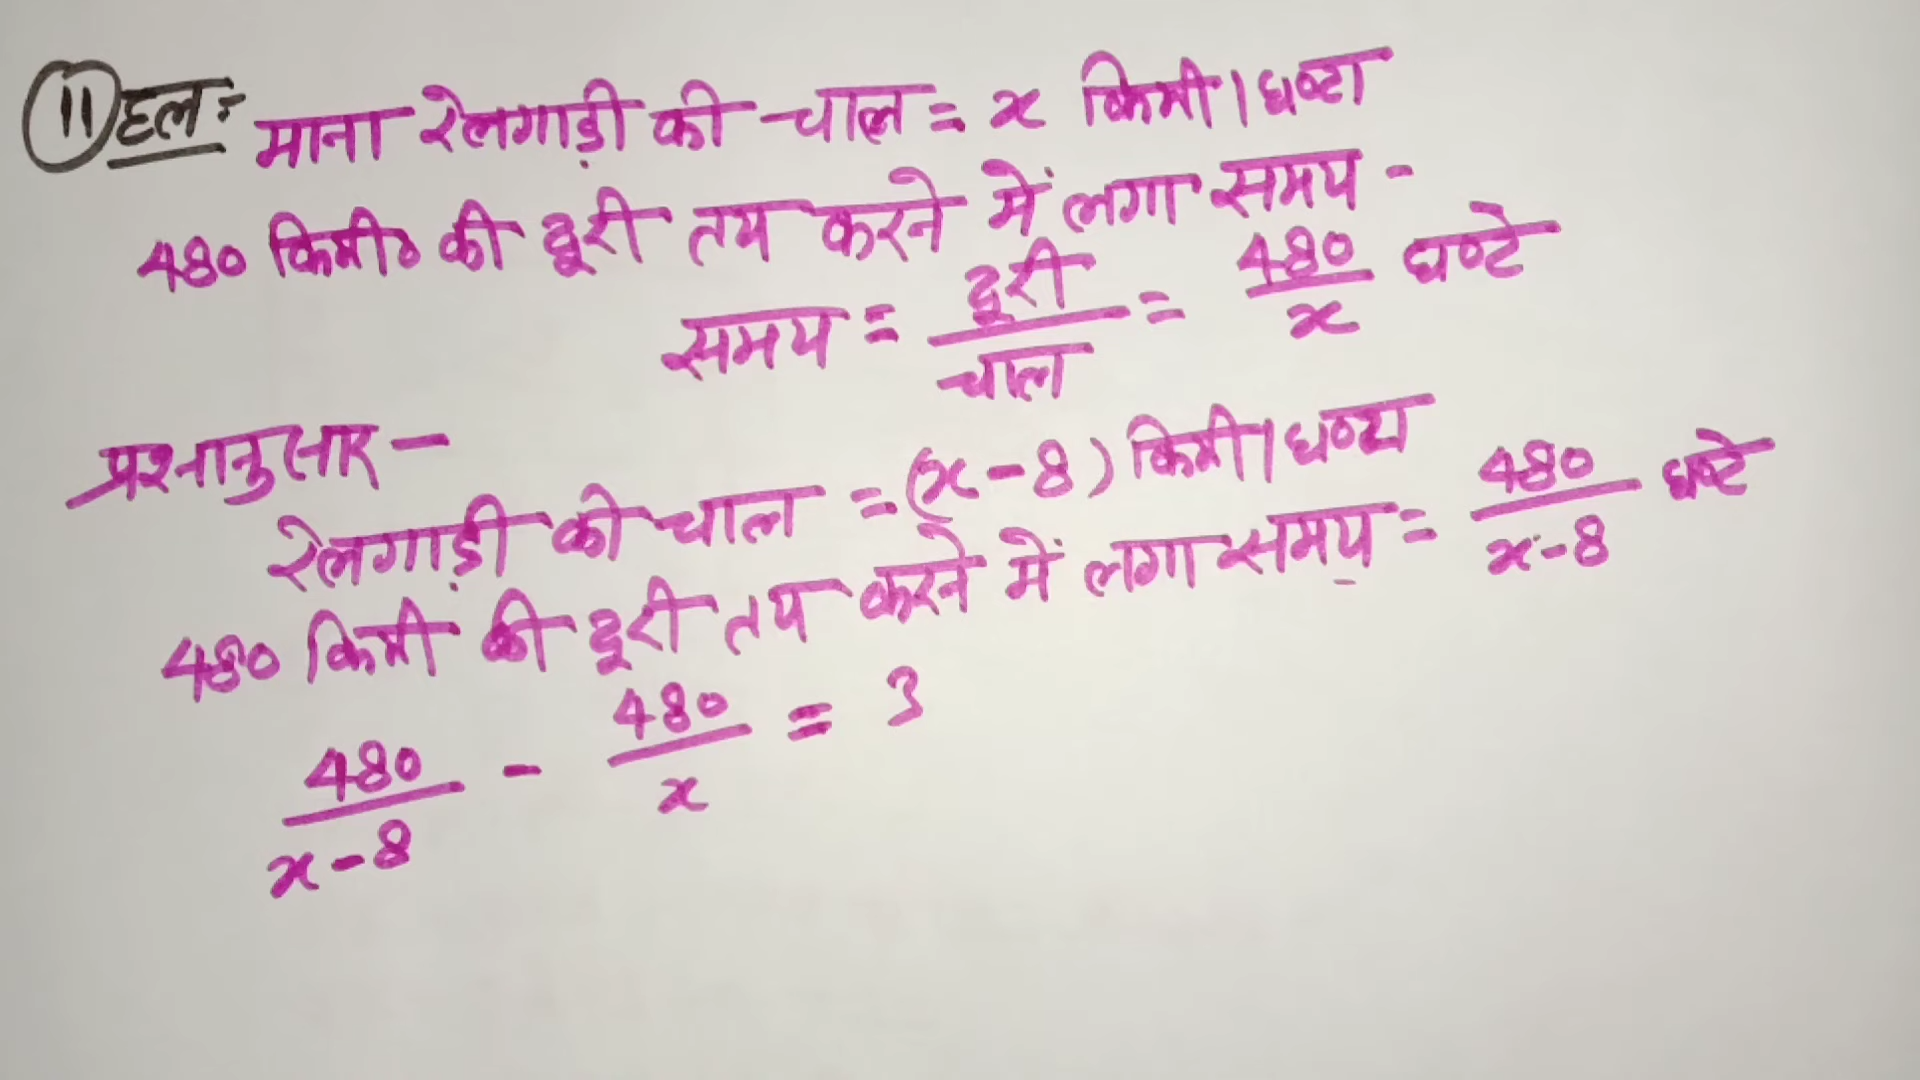 11 हल:-
माना रेलगाड़ी की चाल = x किमी/घण्टा
480 किमी० की दूरी तय करने में लगा समय -
समय = दूरी/चाल = 480/x घण्टे
प्रश्नानुसार -
रेलगाड़ी की चाल = (x-8) किमी/घण्टा
480 किमी की दूरी तय करने में लगा समय = 480/x-8 घण्टे
480/x-8 - 480/x = 3